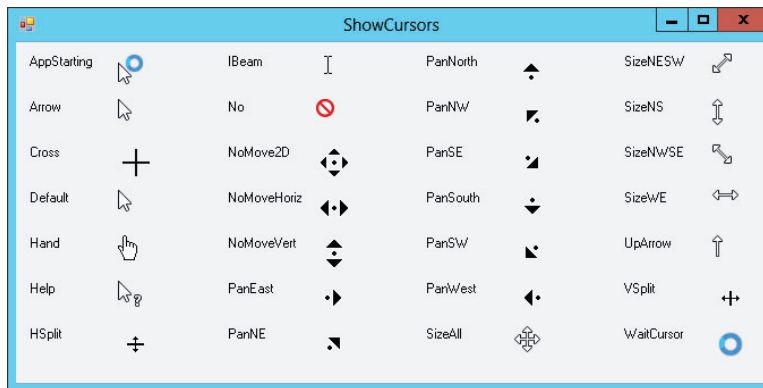 ShowCursors
AppStarting IBeam PanNorth SizeNESW
Arrow No PanNW SizeNS
Cross NoMove2D PanSE SizeNWSE
Default NoMoveHoriz PanSouth SizeWE
Hand NoMoveVert PanSW UpArrow
Help PanEast PanWest VSplit
HSplit PanNE SizeAll WaitCursor